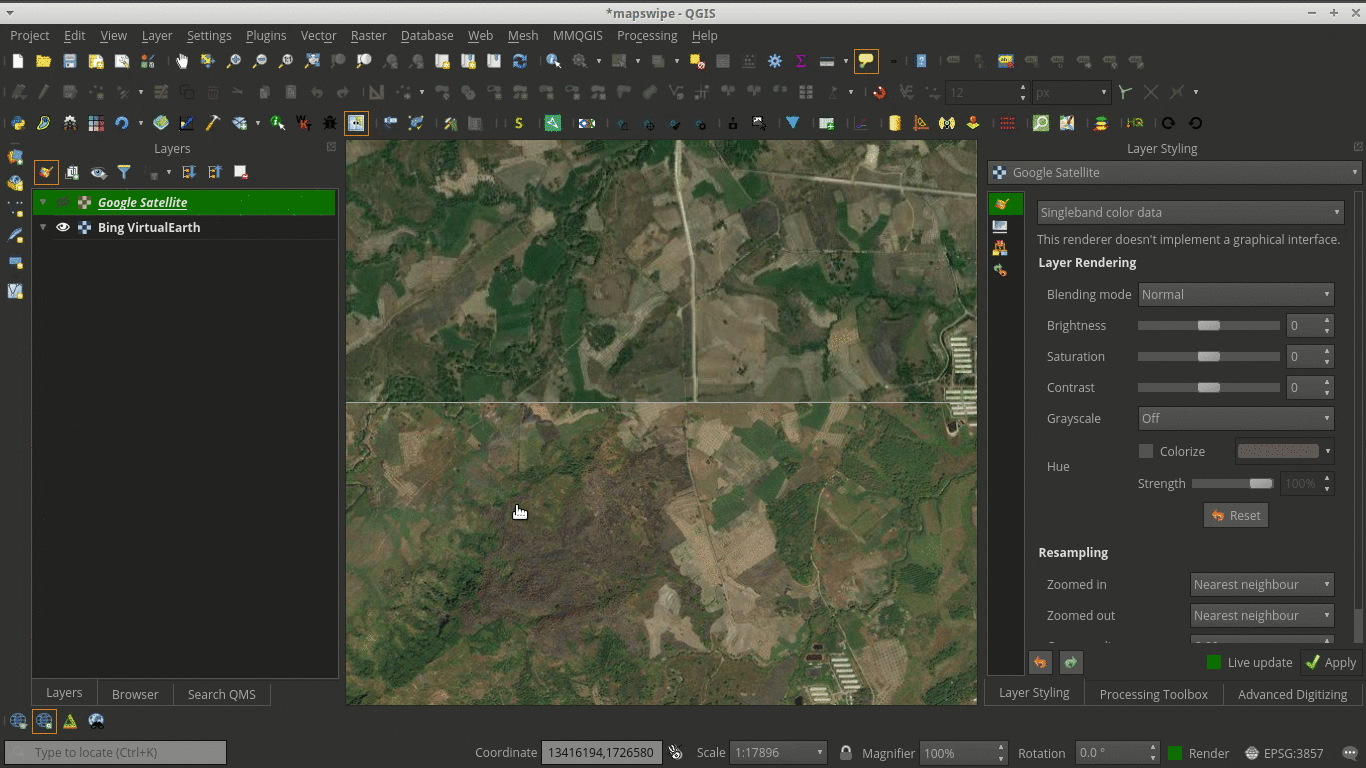 *mapswipe - QGIS
Project Edit View Layer Settings Plugins Vector Raster Database Web Mesh MMQGIS Processing Help
12 px
Layers
Google Satellite
Bing VirtualEarth
Layer Styling
Google Satellite
Singleband color data
This renderer doesn't implement a graphical interface.
Layer Rendering
Blending mode Normal
Brightness 0
Saturation 0
Contrast 0
Grayscale Off
Hue Colorize
Strength 100%
Reset
Resampling
Zoomed in Nearest neighbour
Zoomed out Nearest neighbour
Live update Apply
Layers Browser Search QMS
Layer Styling Processing Toolbox Advanced Digitizing
Type to locate (Ctrl+K) Coordinate 13416194,1726580 Scale 1:17896 Magnifier 100% Rotation 0.0 ° Render EPSG:3857